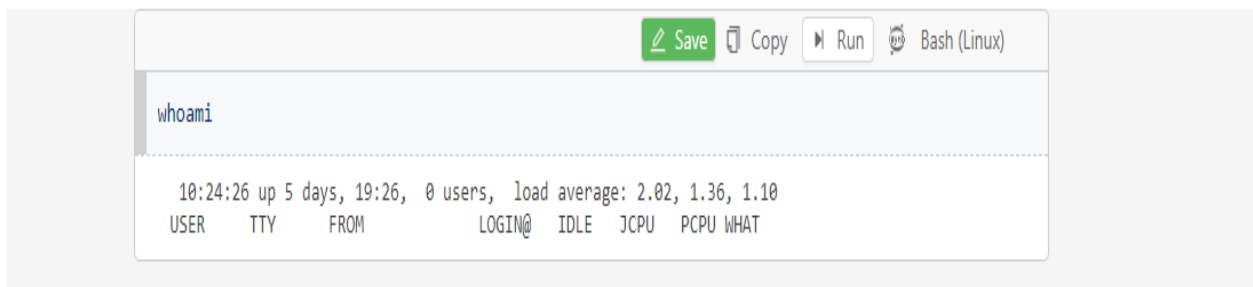 Save Copy Run Bash (Linux)
whoami
10:24:26 up 5 days, 19:26, 0 users, load average: 2.02, 1.36, 1.10
USER TTY FROM LOGIN@ IDLE JCPU PCPU WHAT